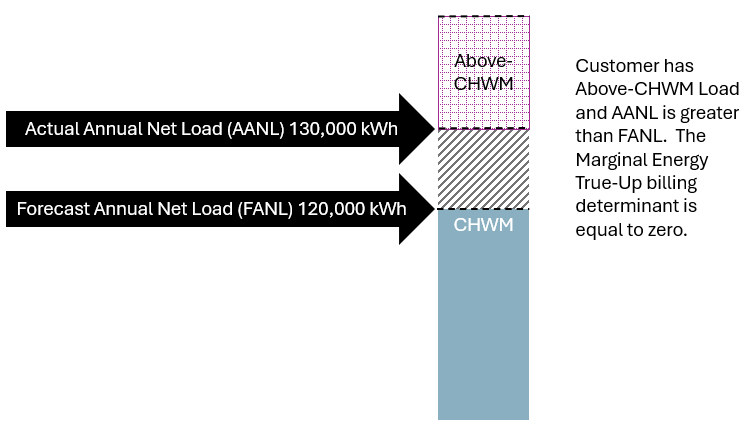 Above-
CHWM
Customer has
Above-CHWM Load
and AANL is greater
than FANL.  The
Marginal Energy
True-Up billing
determinant is
equal to zero.
Actual Annual Net Load (AANL) 130,000 kWh
Forecast Annual Net Load (FANL) 120,000 kWh
CHWM